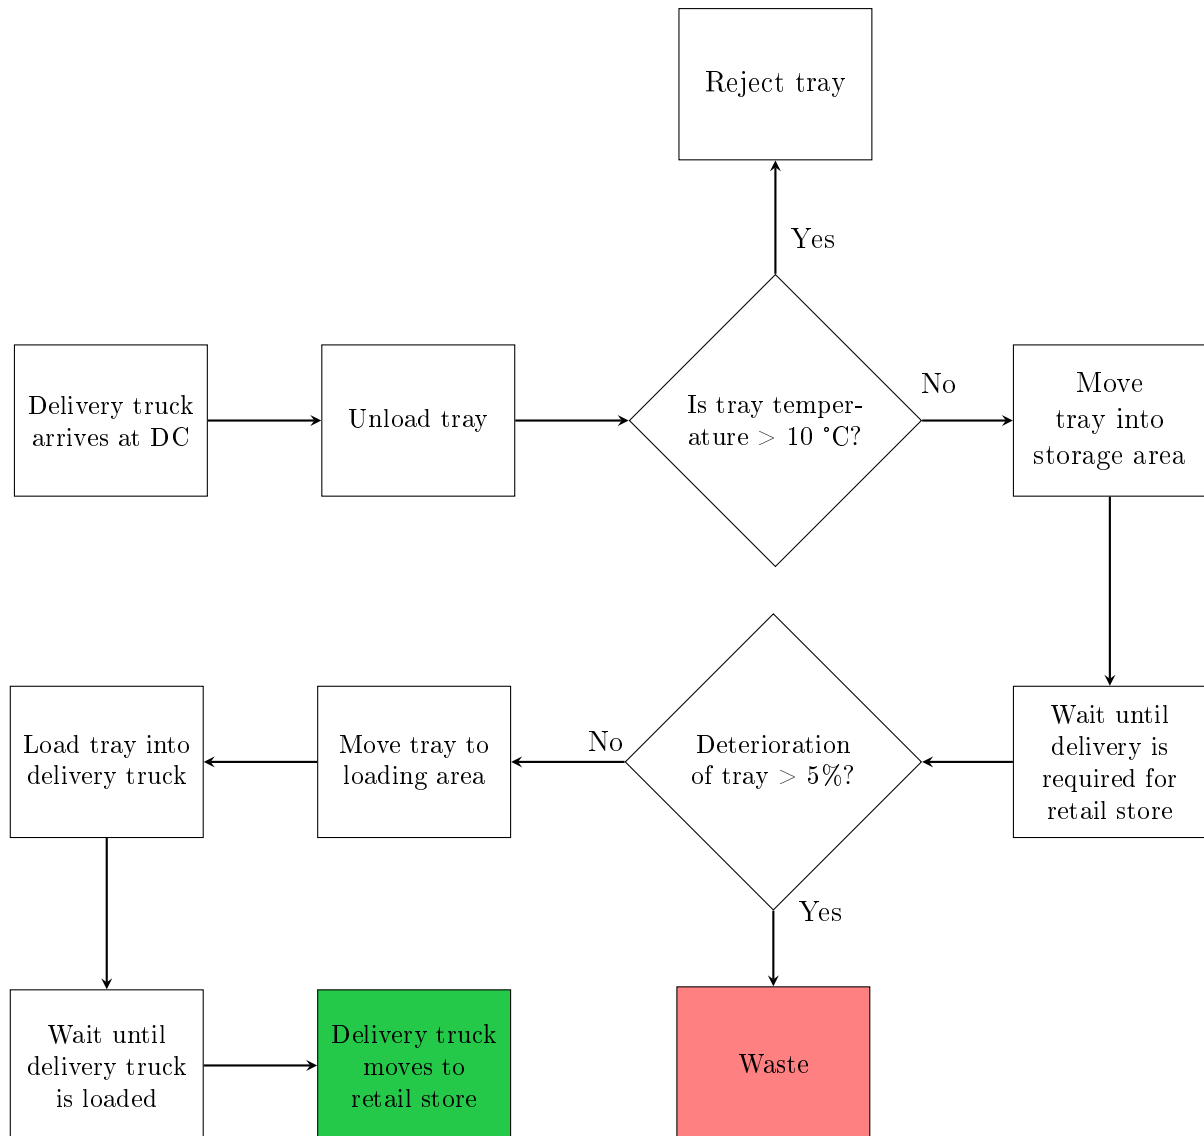 Reject tray
Yes
Delivery truck
arrives at DC
Unload tray
Is tray temper-
ature > 10 °C?
No
Move
tray into
storage area
Load tray into
delivery truck
Move tray to
loading area
No
Deterioration
of tray > 5%?
Wait until
delivery is
required for
retail store
Yes
Wait until
delivery truck
is loaded
Delivery truck
moves to
retail store
Waste